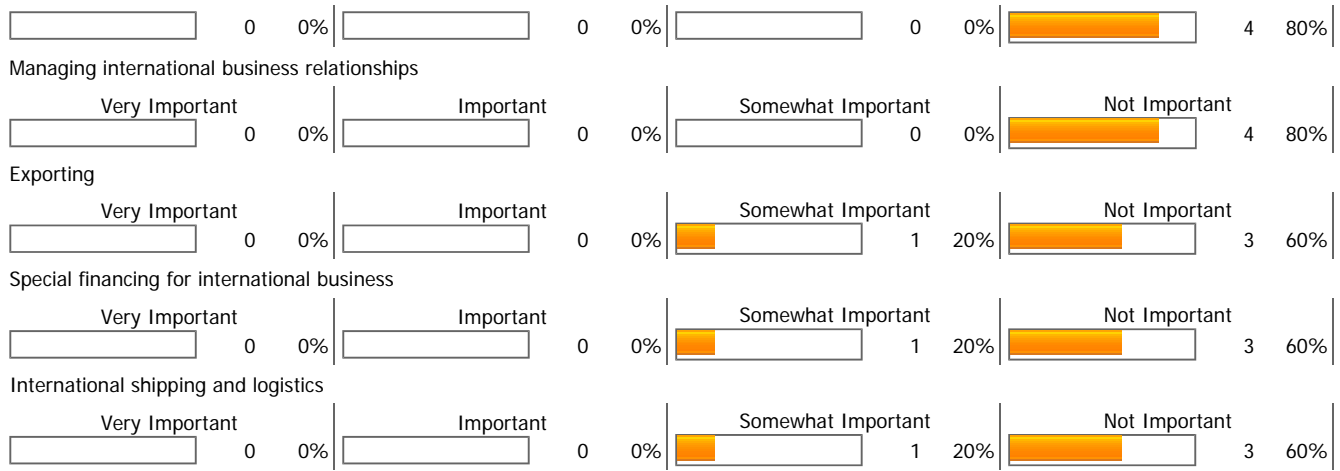 0 0% 0 0% 0 0% 4 80%
Managing international business relationships
Very Important Important Somewhat Important Not Important
0 0% 0 0% 0 0% 4 80%
Exporting
Very Important Important Somewhat Important Not Important
0 0% 0 0% 1 20% 3 60%
Special financing for international business
Very Important Important Somewhat Important Not Important
0 0% 0 0% 1 20% 3 60%
International shipping and logistics
Very Important Important Somewhat Important Not Important
0 0% 0 0% 1 20% 3 60%